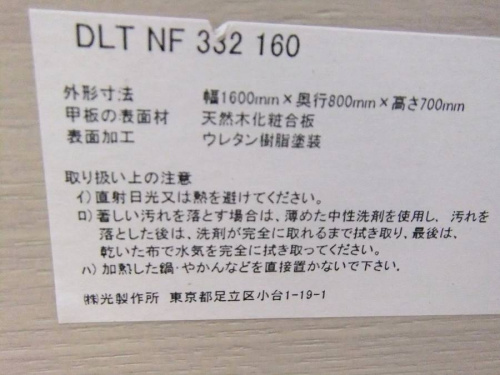 DLT NF 332 160
外形寸法 幅1600mm×奥行800mm×高さ700mm
甲板の表面材 天然木化粧合板
表面加工 ウレタン樹脂塗装
取り扱い上の注意
イ)直射日光又は熱を避けてください。
ロ)著しい汚れを落とす場合は、薄めた中性洗剤を使用し、汚れを
落とした後は、洗剤が完全に取れるまで拭き取り、最後は、
乾いた布で水気を完全に拭き取ってください。
ハ)加熱した鍋・やかんなどを直接置かないで下さい。
㈱光製作所 東京都足立区小台1-19-1